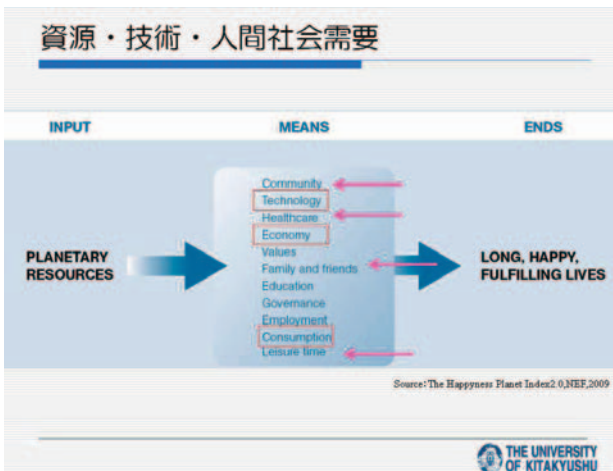 資源・技術・人間社会需要
INPUT
MEANS
ENDS
Community
Technology
Healthcare
Economy
Values
Family and friends
Education
Governance
Employment
Consumption
Leisure time
PLANETARY
RESOURCES
LONG, HAPPY,
FULFILLING LIVES
Source:The Happyness Planet Index2.0,NEF,2009
THE UNIVERSITY
OF KITAKYUSHU